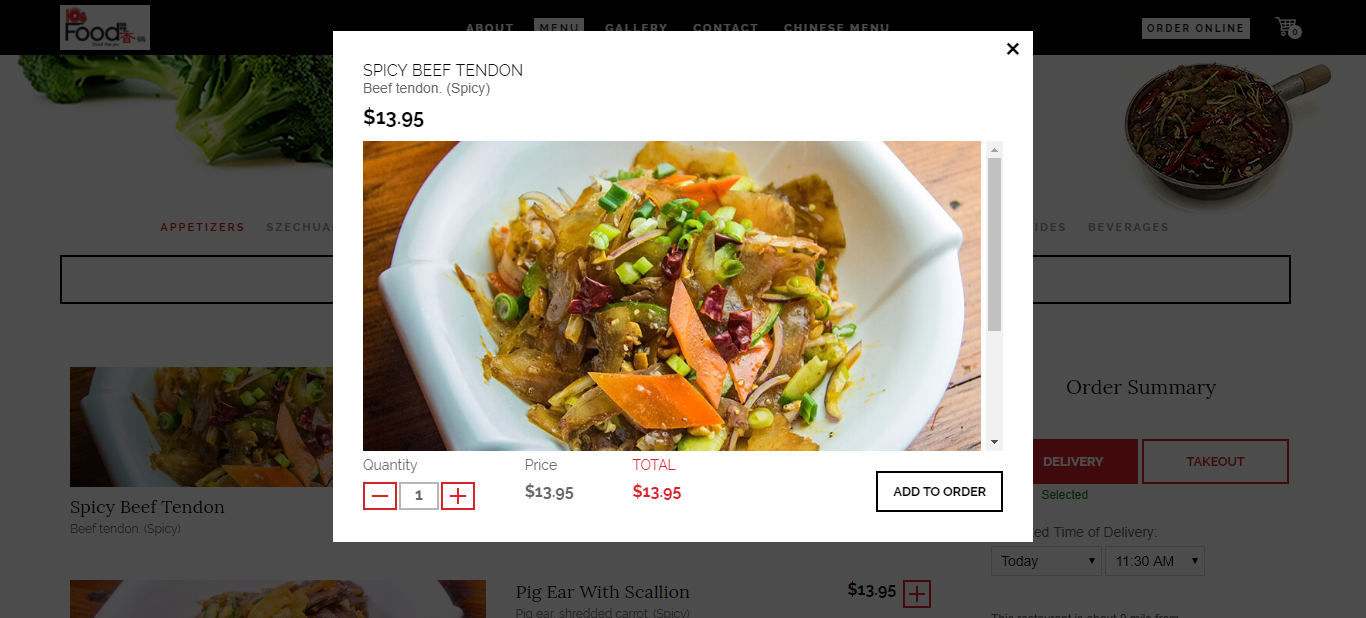 Food
ABOUT
MENU
GALLERY
CONTACT
CHINESE MENU
ORDER ONLINE
0
SPICY BEEF TENDON
Beef tendon. (Spicy)
$13.95
APPETIZERS
SZECHUA
IDES
BEVERAGES
Quantity
Price
TOTAL
1
$13.95
$13.95
ADD TO ORDER
Order Summary
DELIVERY
TAKEOUT
Selected
ed Time of Delivery:
Today
11:30 AM
Spicy Beef Tendon
Beef tendon. (Spicy)
Pig Ear With Scallion
$13.95
Pig ear, shredded carrot. (Spicy)